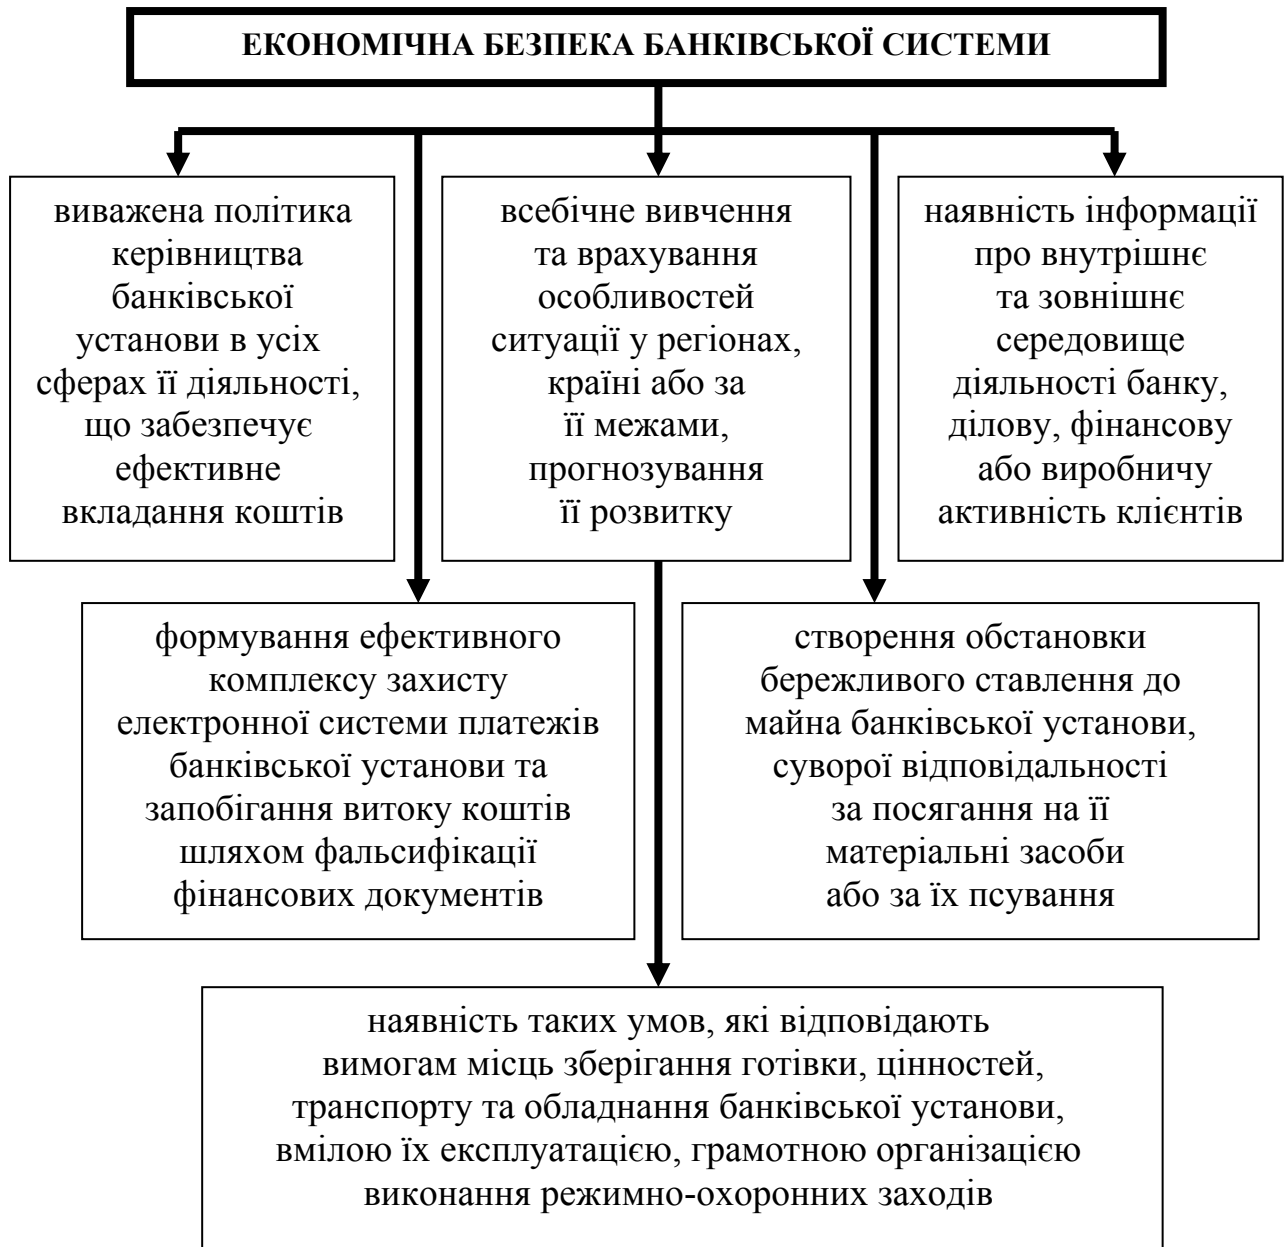 ЕКОНОМІЧНА БЕЗПЕКА БАНКІВСЬКОЇ СИСТЕМИ
виважена політика
керівництва
банківської
установи в усіх
сферах її діяльності,
що забезпечує
ефективне
вкладання коштів
всебічне вивчення
та врахування
особливостей
ситуації у регіонах,
країні або за
її межами,
прогнозування
її розвитку
наявність інформації
про внутрішнє
та зовнішнє
середовище
діяльності банку,
ділову, фінансову
або виробничу
активність клієнтів
формування ефективного
комплексу захисту
електронної системи платежів
банківської установи та
запобігання витоку коштів
шляхом фальсифікації
фінансових документів
створення обстановки
бережливого ставлення до
майна банківської установи,
суворої відповідальності
за посягання на її
матеріальні засоби
або за їх псування
наявність таких умов, які відповідають
вимогам місць зберігання готівки, цінностей,
транспорту та обладнання банківської установи,
вмілою їх експлуатацією, грамотною організацією
виконання режимно-охоронних заходів